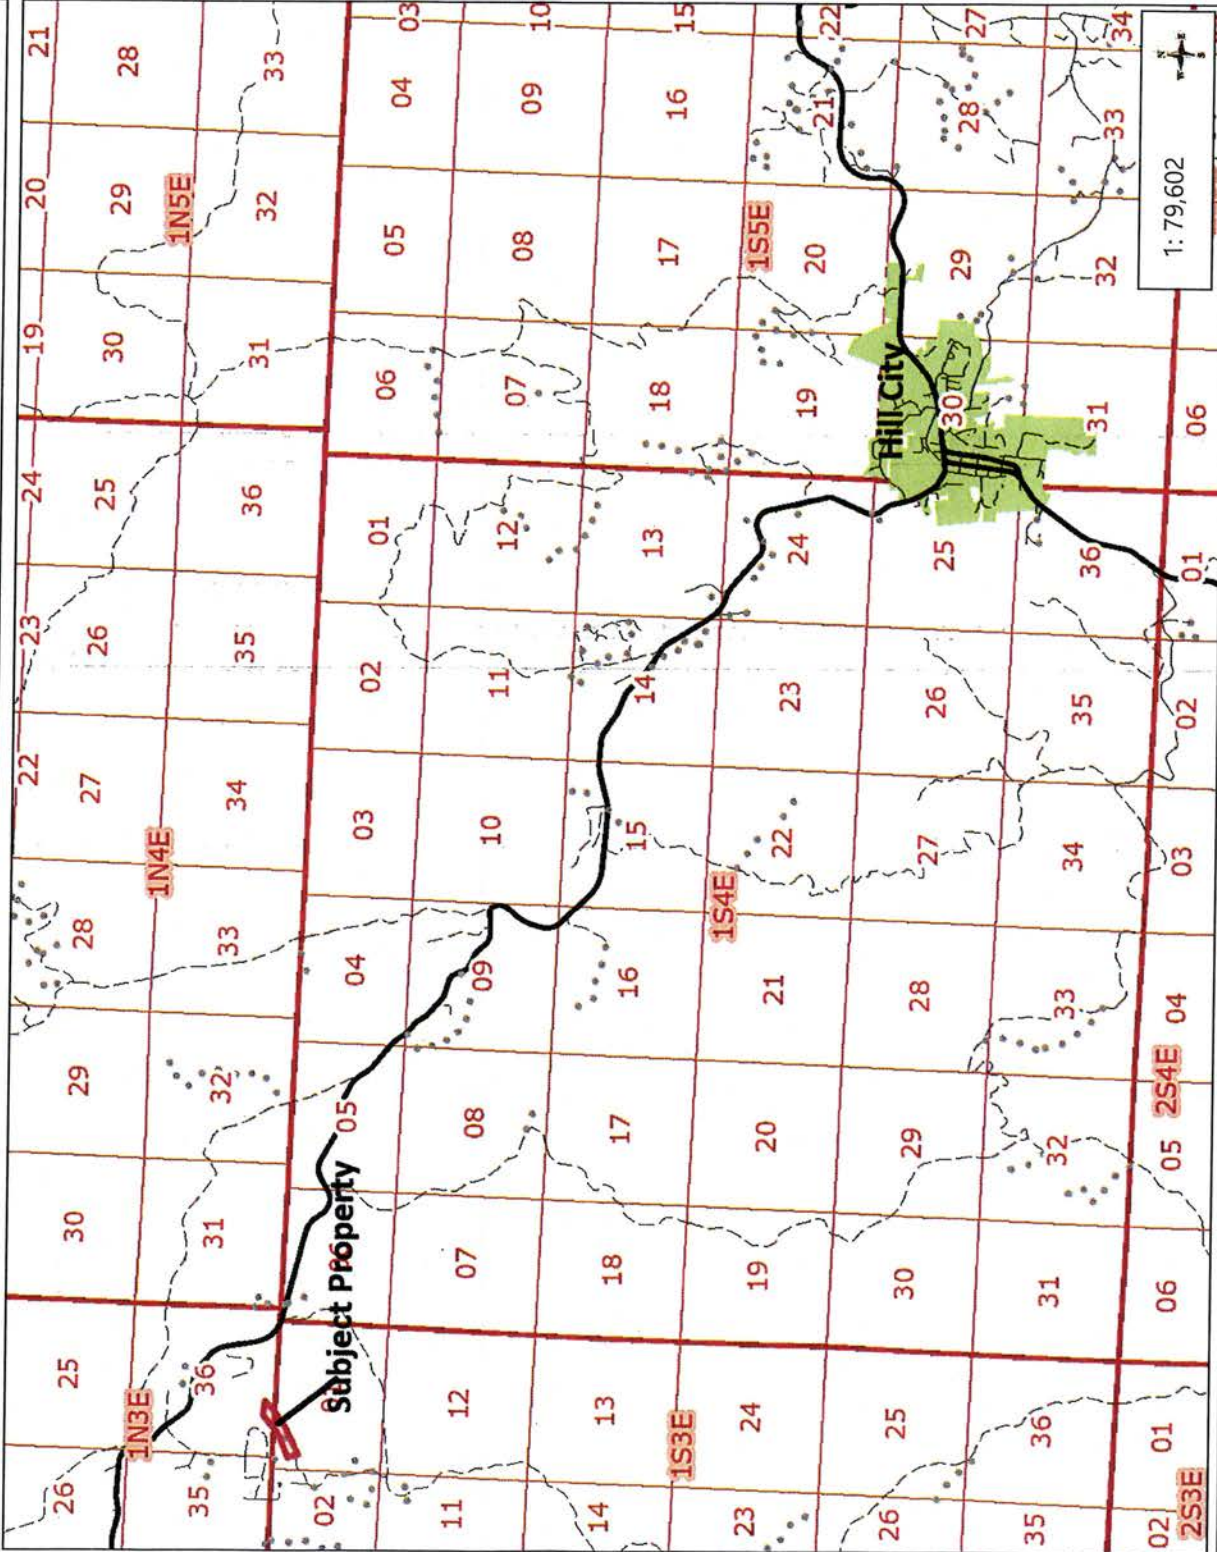 22 23 24 19 20 21
26 25 30 29 28 27 26 25 30 29 28
1N3E 1N4E 1N5E
35 36 31 32 33 34 35 36 31 32 33
02 05 04 03 02 01 06 05 04 03
Subject Property
11 12 07 08 09 10 11 12 07 08 09 10
14 13 18 17 16 15 14 13 18 17 16 15
1S3E 1S4E 1S5E
23 24 19 20 21 22 23 24 19 20 21 22
Hill City
26 25 30 29 28 27 26 25 30 29 28 27
35 36 31 32 33 34 35 36 31 32 33 34
02 01 06 05 04 03 02 01 06
2S3E 2S4E
1: 79,602
N
W E
S